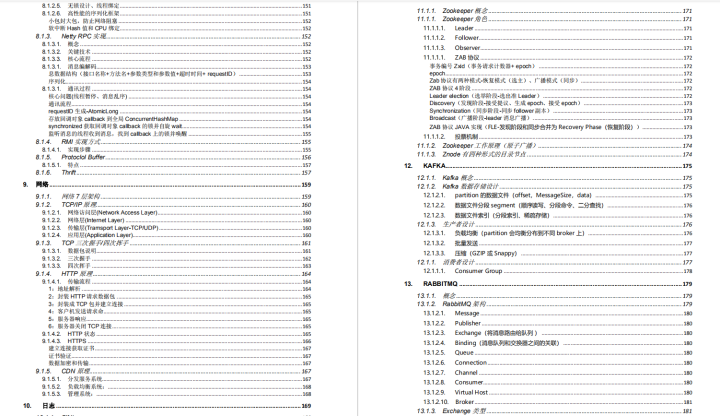 8.1.2.5. 无锁设计、线程绑定 151
8.1.2.6. 高性能的序列化框架 151
小包封大包，防止网络阻塞 152
软中断 Hash 值和 CPU 绑定 152
8.1.3. Netty RPC 实现 152
8.1.3.1. 概念 152
8.1.3.2. 关键技术 152
8.1.3.3. 核心流程 152
8.1.3.1. 消息编解码 153
息数据结构（接口名称+方法名+参数类型和参数值+超时时间+ requestID） 153
序列化 154
8.1.3.1. 通讯过程 154
核心问题(线程暂停、消息乱序) 154
通讯流程 154
requestID 生成-AtomicLong 154
存放回调对象 callback 到全局 ConcurrentHashMap 154
synchronized 获取回调对象 callback 的锁并自旋 wait 154
监听消息的线程收到消息，找到 callback 上的锁并唤醒 155
8.1.4. RMI 实现方式 155
8.1.4.1. 实现步骤 155
8.1.5. Protoclol Buffer 156
8.1.5.1. 特点 157
8.1.6. Thrift 157
9. 网络 159
9.1.1. 网络 7 层架构 159
9.1.2. TCP/IP 原理 160
9.1.2.1. 网络访问层(Network Access Layer) 160
9.1.2.2. 网络层(Internet Layer) 160
9.1.2.3. 传输层(Transport Layer-TCP/UDP) 160
9.1.2.4. 应用层(Application Layer) 160
9.1.3. TCP 三次握手/四次挥手 161
9.1.3.1. 数据包说明 161
9.1.3.2. 三次握手 162
9.1.3.3. 四次挥手 163
9.1.4. HTTP 原理 164
9.1.4.1. 传输流程 164
1：地址解析 164
2：封装 HTTP 请求数据包 165
3：封装成 TCP 包并建立连接 165
4：客户机发送请求命 165
5：服务器响应 165
6：服务器关闭 TCP 连接 165
9.1.4.2. HTTP 状态 165
9.1.4.3. HTTPS 166
建立连接获取证书 167
证书验证 167
数据加密和传输 167
9.1.5. CDN 原理 167
9.1.5.1. 分发服务系统 167
9.1.5.2. 负载均衡系统： 168
9.1.5.3. 管理系统： 168
10. 日志 169
11.1.1. Zookeeper 概念 171
11.1.1. Zookeeper 角色 171
11.1.1.1. Leader 171
11.1.1.2. Follower 171
11.1.1.3. Observer 171
11.1.1.1. ZAB 协议 172
事务编号 Zxid（事务请求计数器+ epoch） 172
epoch 172
Zab 协议有两种模式-恢复模式（选主）、广播模式（同步） 172
ZAB 协议 4 阶段 172
Leader election（选举阶段-选出准 Leader） 172
Discovery（发现阶段-接受提议、生成 epoch、接受 epoch） 173
Synchronization（同步阶段-同步 follower 副本） 173
Broadcast（广播阶段-leader 消息广播） 173
ZAB 协议 JAVA 实现（FLE-发现阶段和同步合并为 Recovery Phase（恢复阶段）） 173
11.1.1.2. 投票机制 173
11.1.2. Zookeeper 工作原理（原子广播） 174
11.1.3. Znode 有四种形式的目录节点 174
12. KAFKA 175
12.1.1. Kafka 概念 175
12.1.2. Kafka 数据存储设计 175
12.1.2.1. partition 的数据文件（offset，MessageSize，data） 175
12.1.2.2. 数据文件分段 segment（顺序读写、分段命令、二分查找） 176
12.1.2.3. 数据文件索引（分段索引、稀疏存储） 176
12.1.3. 生产者设计 176
12.1.3.1. 负载均衡（partition 会均衡分布到不同 broker 上） 176
12.1.3.2. 批量发送 177
12.1.3.3. 压缩（GZIP 或 Snappy） 177
12.1.1. 消费者设计 177
12.1.1.1. Consumer Group 178
13. RABBITMQ 179
13.1.1. 概念 179
13.1.2. RabbitMQ 架构 179
13.1.2.1. Message 180
13.1.2.2. Publisher 180
13.1.2.3. Exchange（将消息路由给队列） 180
13.1.2.4. Binding（消息队列和交换器之间的关联） 180
13.1.2.5. Queue 180
13.1.2.6. Connection 180
13.1.2.7. Channel 180
13.1.2.8. Consumer 180
13.1.2.9. Virtual Host 180
13.1.2.10. Broker 181
13.1.3. Exchange 类型 181